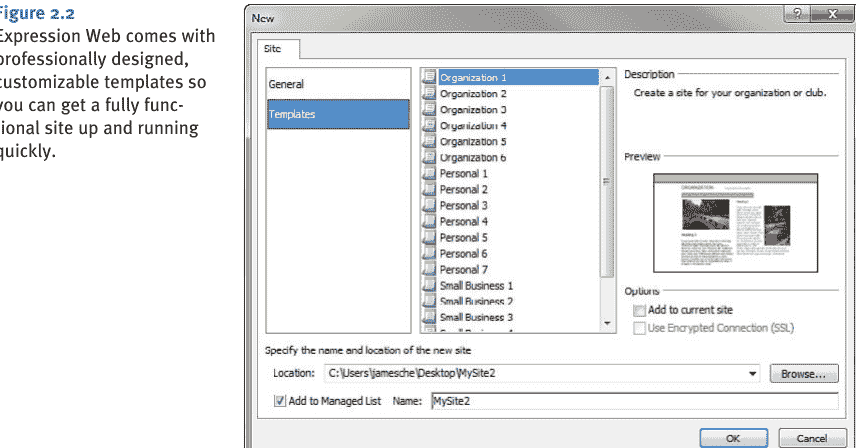 Figure 2.2
Expression Web comes with
professionally designed,
customizable templates so
you can get a fully func-
tional site up and running
quickly.
New
Site
General
Templates
Organization 1
Organization 2
Organization 3
Organization 4
Organization 5
Organization 6
Personal 1
Personal 2
Personal 3
Personal 4
Personal 5
Personal 6
Personal 7
Small Business 1
Small Business 2
Small Business 3
Description
Create a site for your organization or club.
Preview
ORGANIZATION
Options
Add to current site
Use Encrypted Connection (SSL)
Specify the name and location of the new site
Location: C:\Users\jamesche\Desktop\MySite2 Browse...
Add to Managed List Name: MySite2
OK Cancel